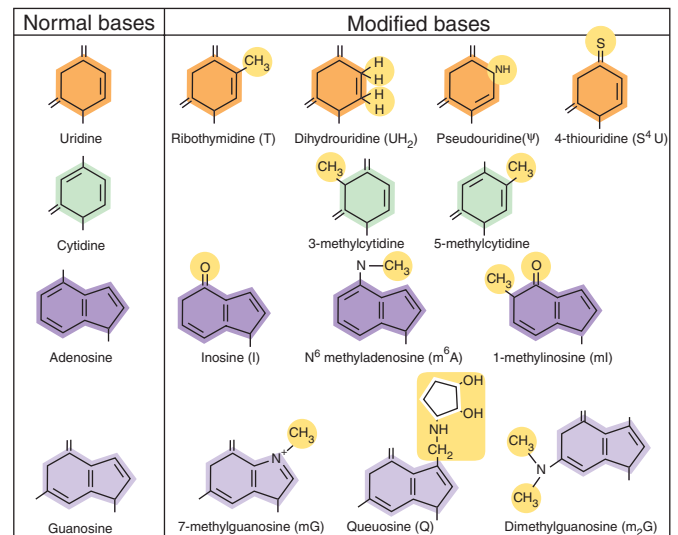 Normal bases
Modified bases
S
CH3
H
H
H
H
NH
Uridine
Ribothymidine (T)
Dihydrouridine (UH2)
Pseudouridine(Ψ)
4-thiouridine (S4 U)
CH3
CH3
Cytidine
3-methylcytidine
5-methylcytidine
O
N
CH3
O
CH3
Adenosine
Inosine (I)
N6 methyladenosine (m6A)
1-methylinosine (mI)
OH
OH
NH
CH2
CH3
N+
CH3
N
CH3
Guanosine
7-methylguanosine (mG)
Queuosine (Q)
Dimethylguanosine (m2G)